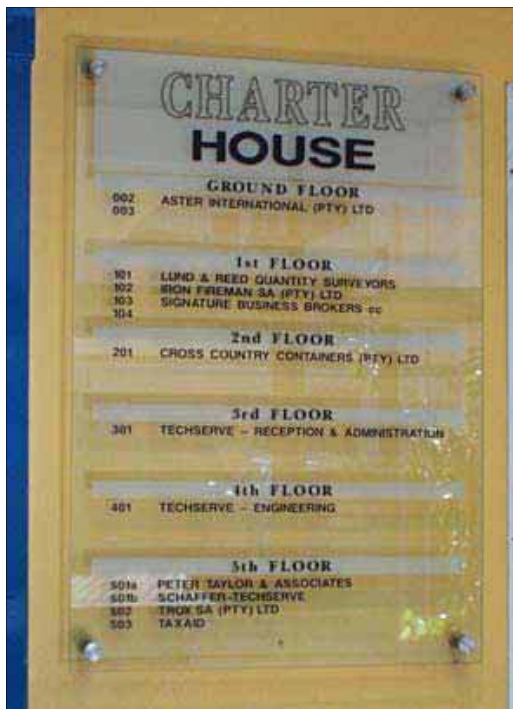 CHARTER
HOUSE
GROUND FLOOR
002 ASTER INTERNATIONAL (PTY) LTD
003
1st FLOOR
101 LUND & REED QUANTITY SURVEYORS
102 IRON FIREMAN SA (PTY) LTD
103 SIGNATURE BUSINESS BROKERS cc
104
2nd FLOOR
201 CROSS COUNTRY CONTAINERS (PTY) LTD
3rd FLOOR
301 TECHSERVE – RECEPTION & ADMINISTRATION
4th FLOOR
401 TECHSERVE – ENGINEERING
5th FLOOR
501a PETER TAYLOR & ASSOCIATES
501b SCHAFFER-TECHSERVE
502 TROX SA (PTY) LTD
503 TAXAID